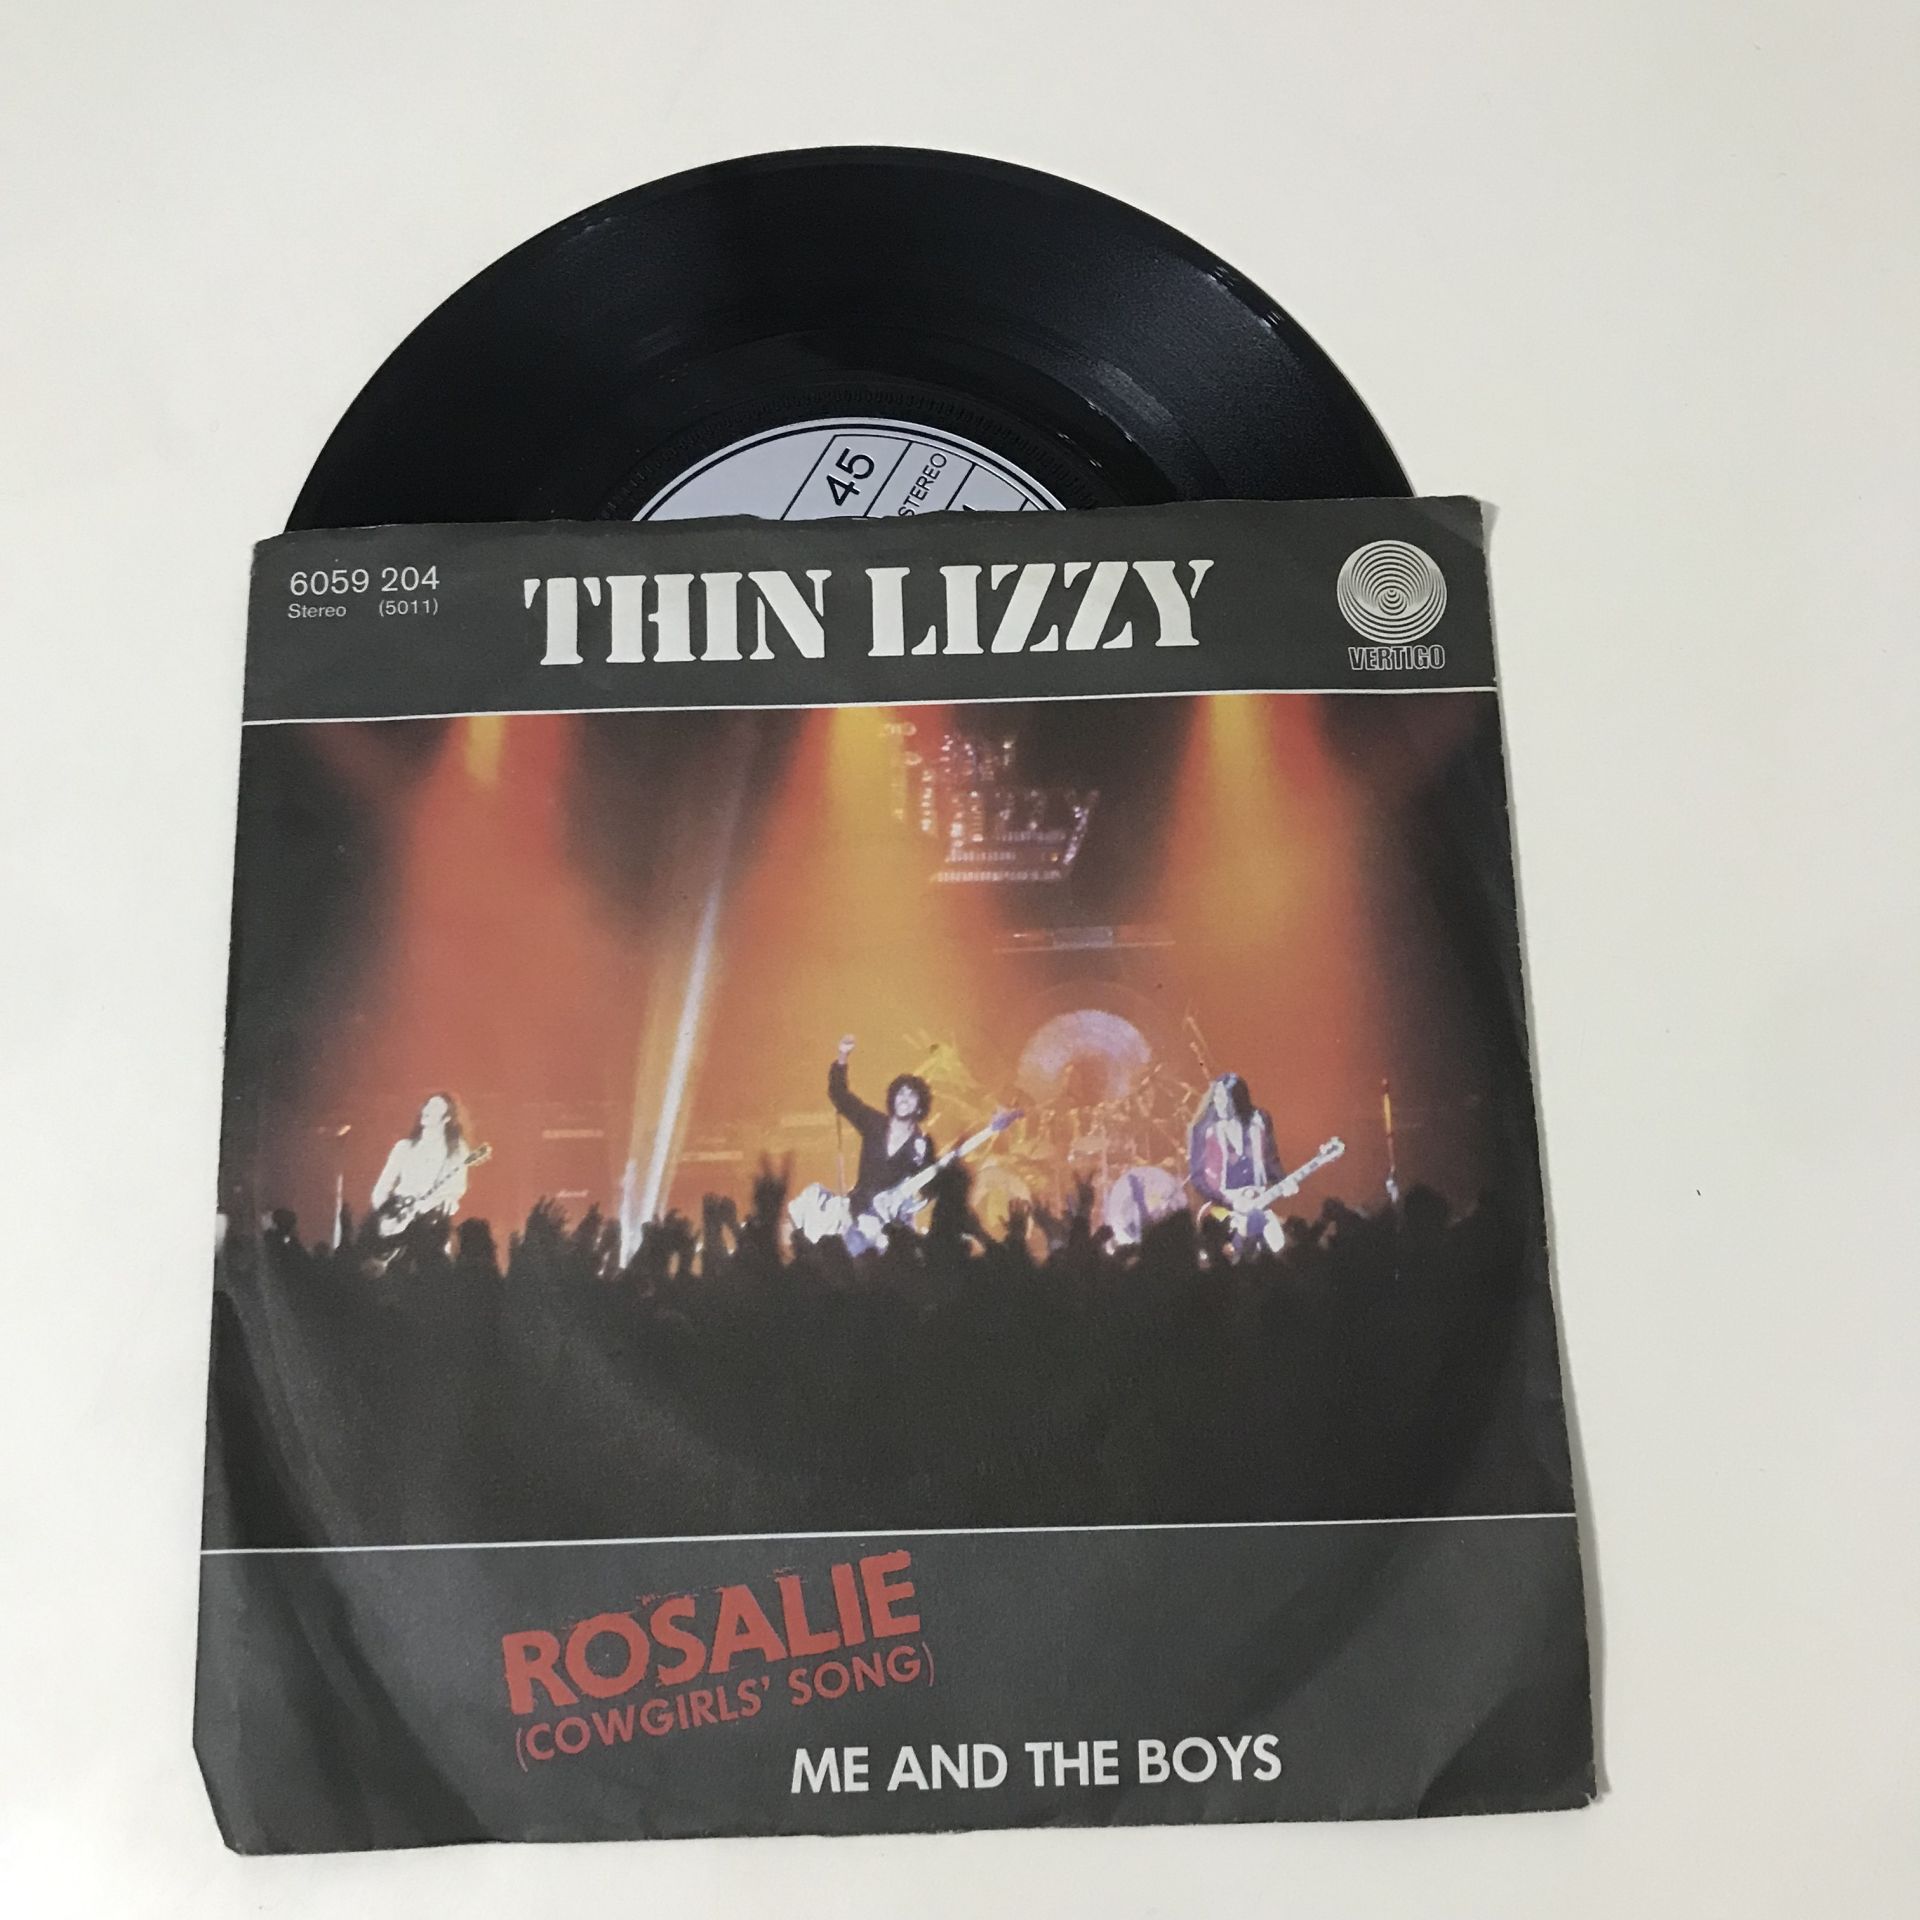 45
STEREO
6059 204
Stereo (5011)
THIN LIZZY
VERTIGO
ROSALIE
(COWGIRLS' SONG)
ME AND THE BOYS